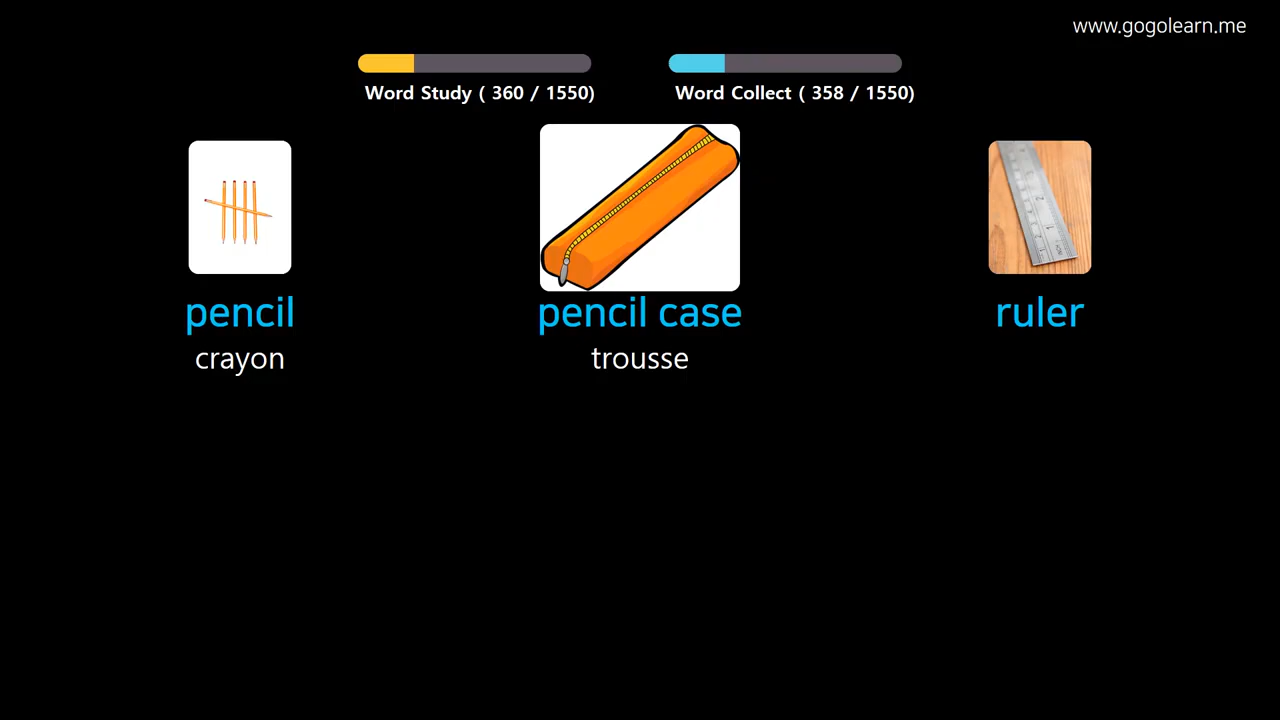 www.gogolearn.me
Word Study ( 360 / 1550)
Word Collect ( 358 / 1550)
pencil
pencil case
ruler
crayon
trousse